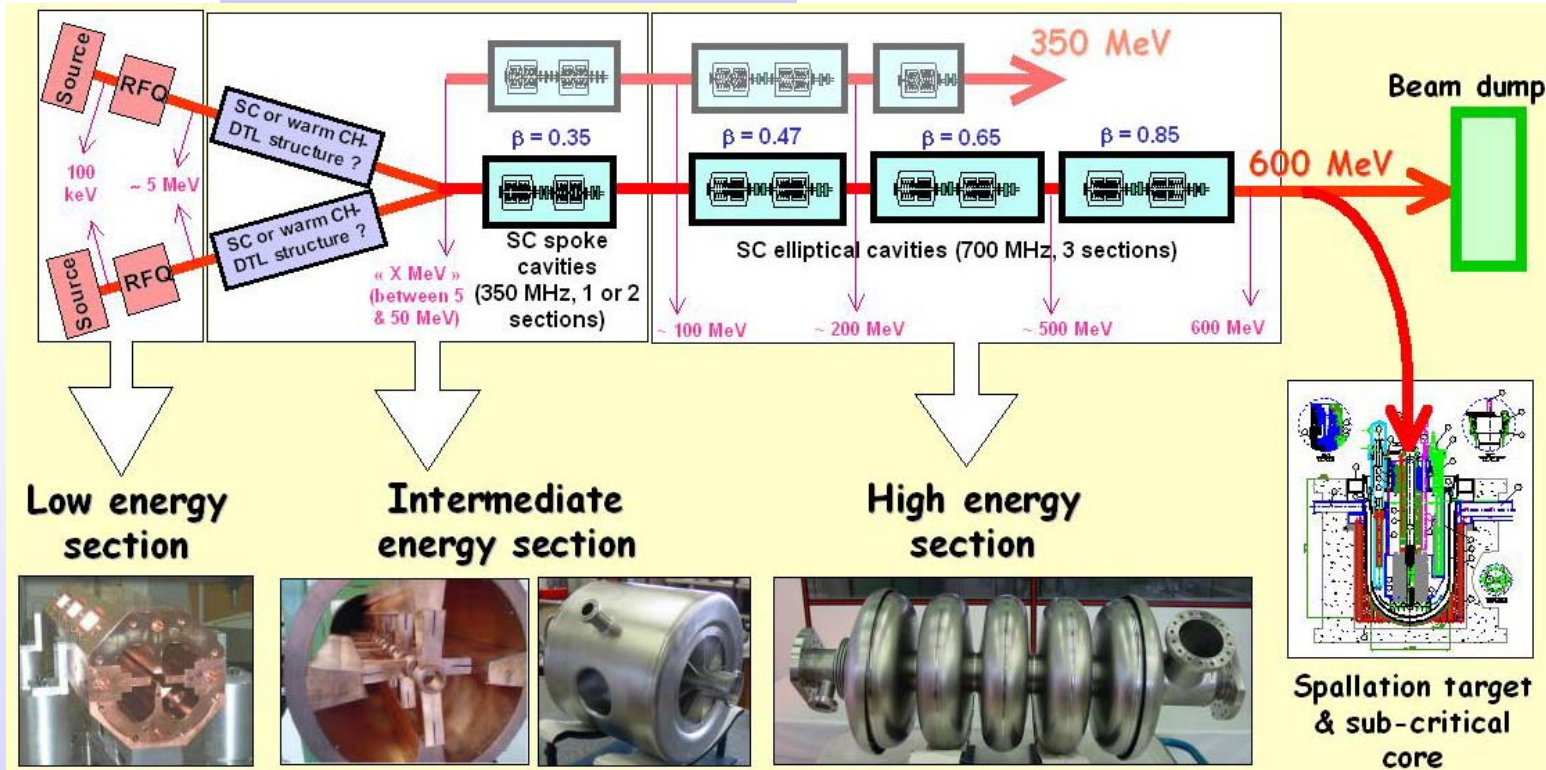 Source
RFQ
SC or warm CH-
DTL structure ?
100
keV
~ 5 MeV
Source
RFQ
SC or warm CH-
DTL structure ?
β = 0.35
SC spoke
cavities
(350 MHz, 1 or 2
sections)
« X MeV »
(between 5
& 50 MeV)
350 MeV
β = 0.47
β = 0.65
β = 0.85
SC elliptical cavities (700 MHz, 3 sections)
~ 100 MeV
~ 200 MeV
~ 500 MeV
600 MeV
600 MeV
Beam dump
Low energy
section
Intermediate
energy section
High energy
section
Spallation target
& sub-critical
core